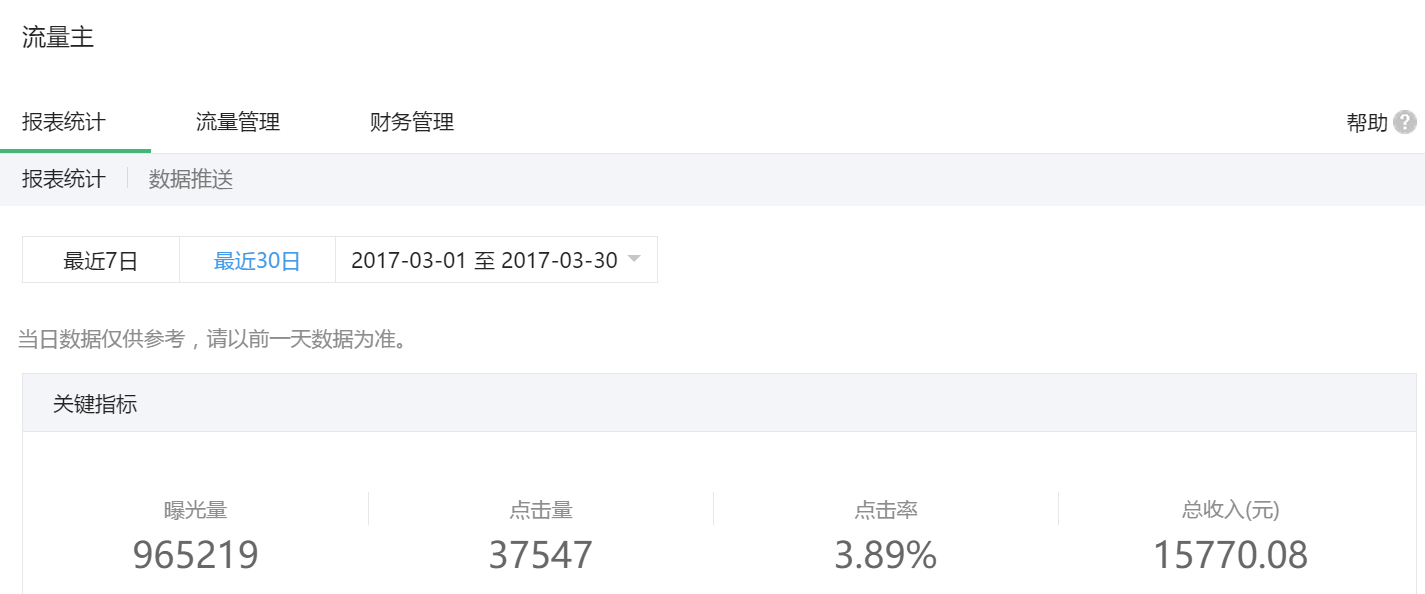 流量主
报表统计 流量管理 财务管理 帮助 ?
报表统计 数据推送
最近7日 最近30日 2017-03-01 至 2017-03-30
当日数据仅供参考，请以前一天数据为准。
关键指标
曝光量 点击量 点击率 总收入(元)
965219 37547 3.89% 15770.08